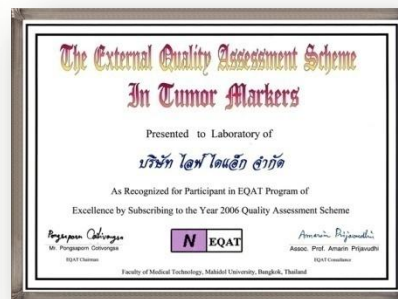 The External Quality Assessment Scheme
In Tumor Markers
Presented to Laboratory of
บริษัท ไลฟ์ ไดแอ็ก จำกัด
As Recognized for Participant in EQAT Program of
Excellence by Subscribing to the Year 2006 Quality Assessment Scheme
Mr. Pongsaporn Cotivongsa
EQAT Chairman
N EQAT
Assoc. Prof. Amarin Prijavudhi
EQAT Consultance
Faculty of Medical Technology, Mahidol University, Bangkok, Thailand